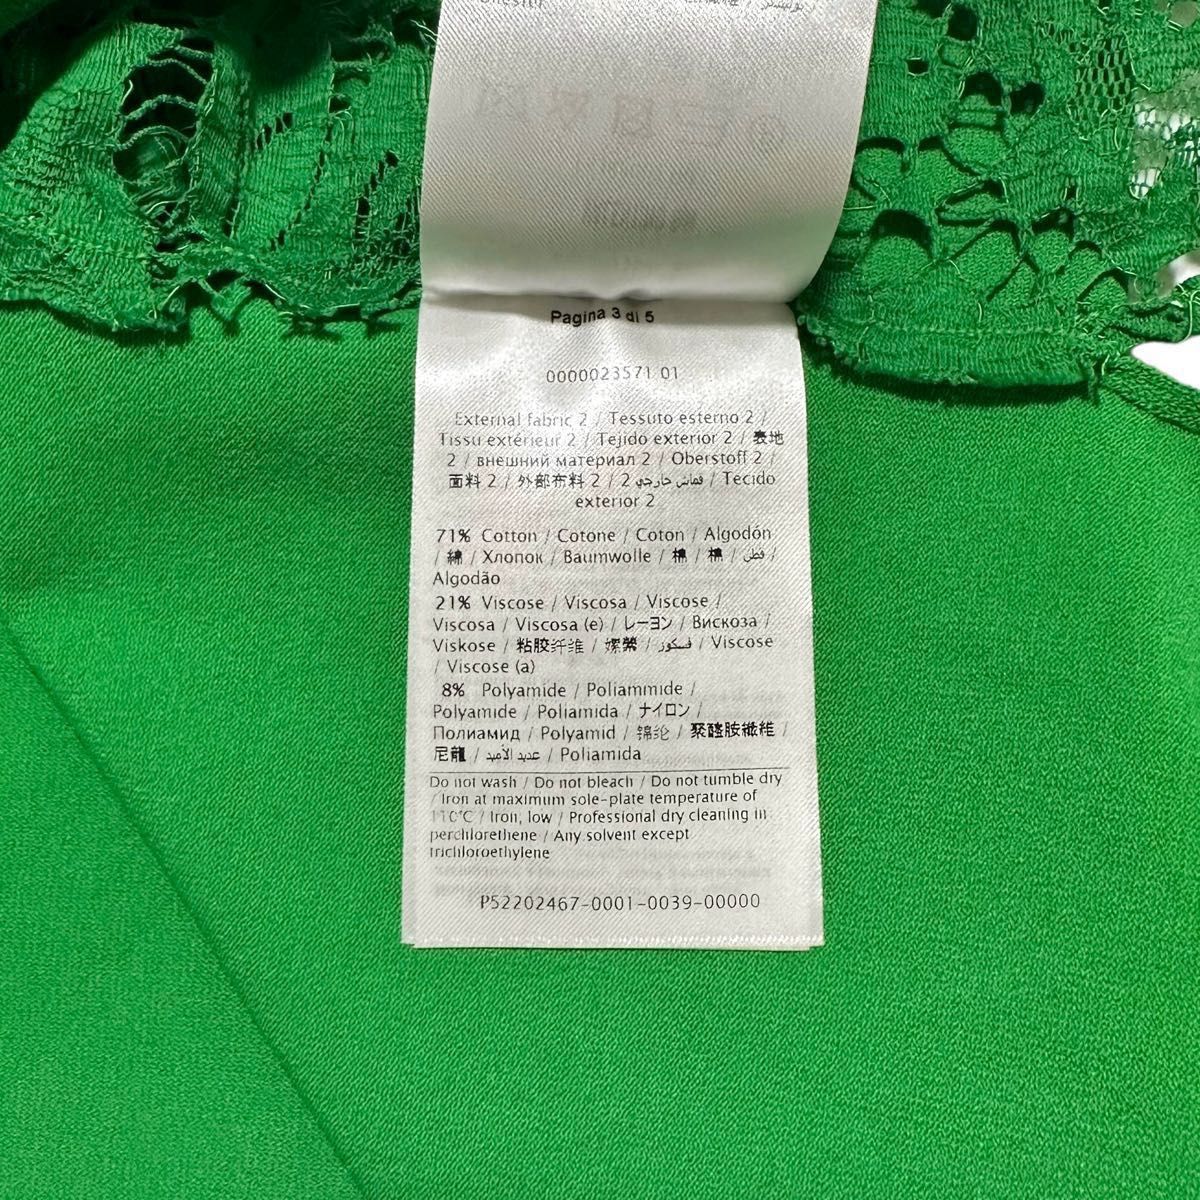 Pagina 3 di 5
0000023571 01
External fabric 2 / Tessuto esterno 2 /
Tissu extérieur 2 / Tejido exterior 2 / 表地
2 / внешний материал 2 / Oberstoff 2 /
面料 2 / 外部布料 2 / قماش خارجي 2 / Tecido
exterior 2
71% Cotton / Cotone / Coton / Algodón
/ 綿 / Хлопок / Baumwolle / 棉 / 棉 / قطن /
Algodão
21% Viscose / Viscosa / Viscose /
Viscosa / Viscosa (e) / レーヨン / Вискоза /
Viskose / 粘胶纤维 / 嫘縈 / فسكوز / Viscose
/ Viscose (a)
8% Polyamide / Poliammide /
Polyamide / Poliamida / ナイロン /
Полиамид / Polyamid / 锦纶 / 聚醯胺纖維 /
尼龍 / عديد الأميد / Poliamida
Do not wash / Do not bleach / Do not tumble dry
/ Iron at maximum sole-plate temperature of
110°C / Iron, low / Professional dry cleaning in
perchlorethene / Any solvent except
trichloroethylene
P52202467-0001-0039-00000